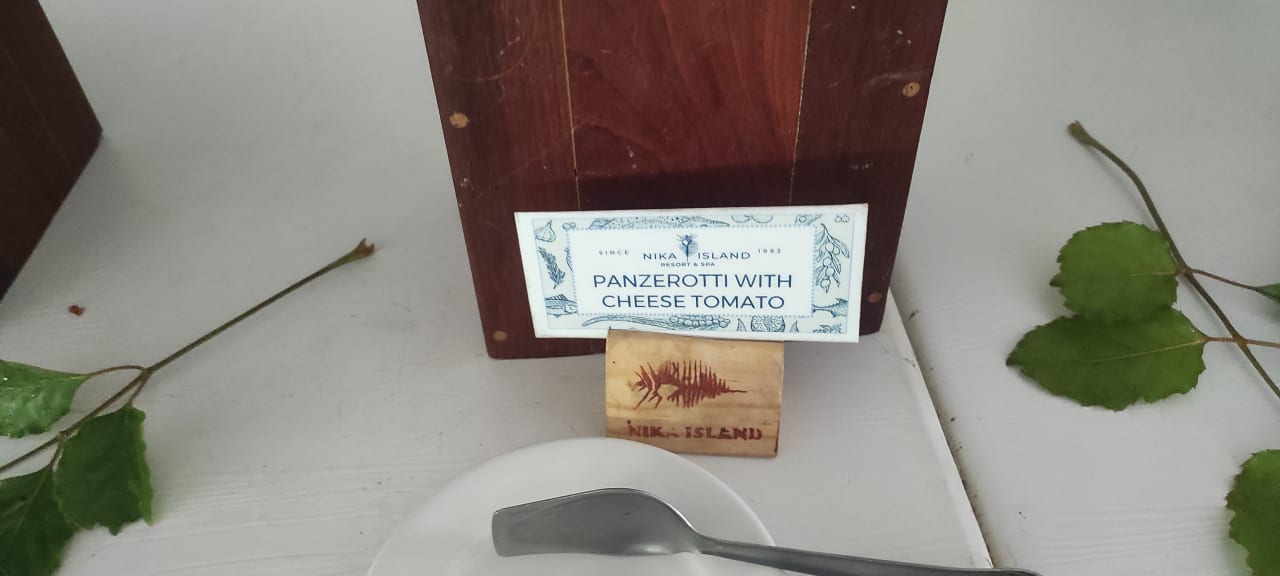 SINCE NIKA ISLAND 1983
RESORT & SPA
PANZEROTTI WITH
CHEESE TOMATO
NIKA ISLAND